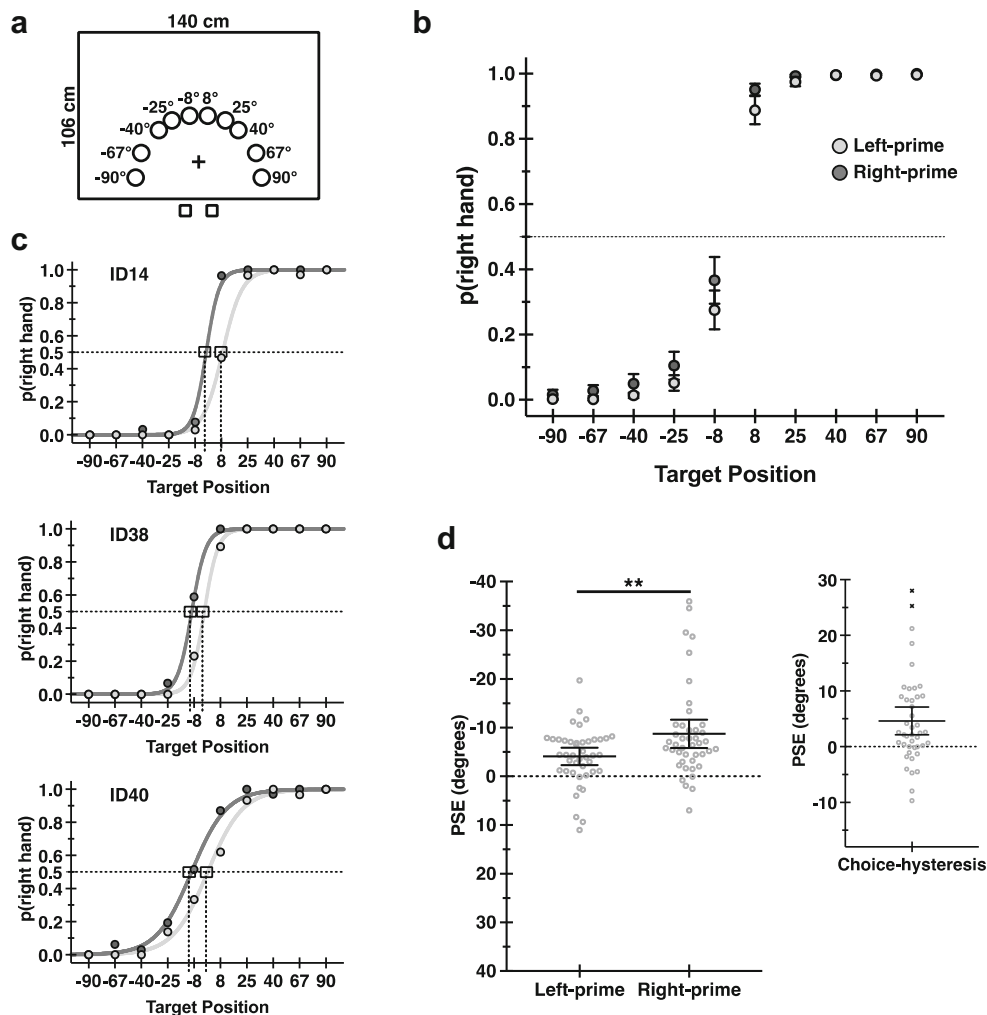 a
140 cm
106 cm
-8° 8°
-25° 25°
-40° 40°
-67° 67°
-90° 90°
b
p(right hand)
1.0
0.8
0.6
0.4
0.2
0.0
Left-prime
Right-prime
-90 -67 -40 -25 -8 8 25 40 67 90
Target Position
c
ID14
p(right hand)
1.0
0.8
0.6
0.5
0.4
0.2
0.0
-90 -67 -40 -25 -8 8 25 40 67 90
Target Position
ID38
p(right hand)
1.0
0.8
0.6
0.5
0.4
0.2
0.0
-90 -67 -40 -25 -8 8 25 40 67 90
Target Position
ID40
p(right hand)
1.0
0.8
0.6
0.5
0.4
0.2
0.0
-90 -67 -40 -25 -8 8 25 40 67 90
Target Position
d
PSE (degrees)
-40
-30
-20
-10
0
10
20
30
40
**
Left-prime Right-prime
PSE (degrees)
30
20
10
0
-10
Choice-hysteresis